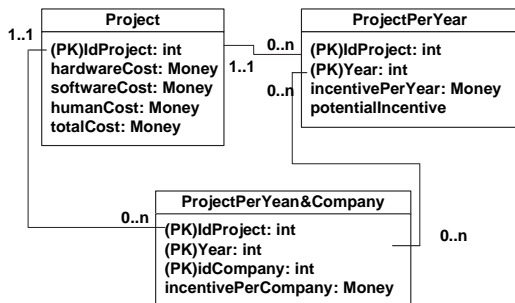 Project
(PK)IdProject: int
hardwareCost: Money
softwareCost: Money
humanCost: Money
totalCost: Money
1..1
1..1
0..n
ProjectPerYear
(PK)IdProject: int
(PK)Year: int
incentivePerYear: Money
potentialIncentive
0..n
ProjectPerYean&Company
(PK)IdProject: int
(PK)Year: int
(PK)idCompany: int
incentivePerCompany: Money
0..n
0..n